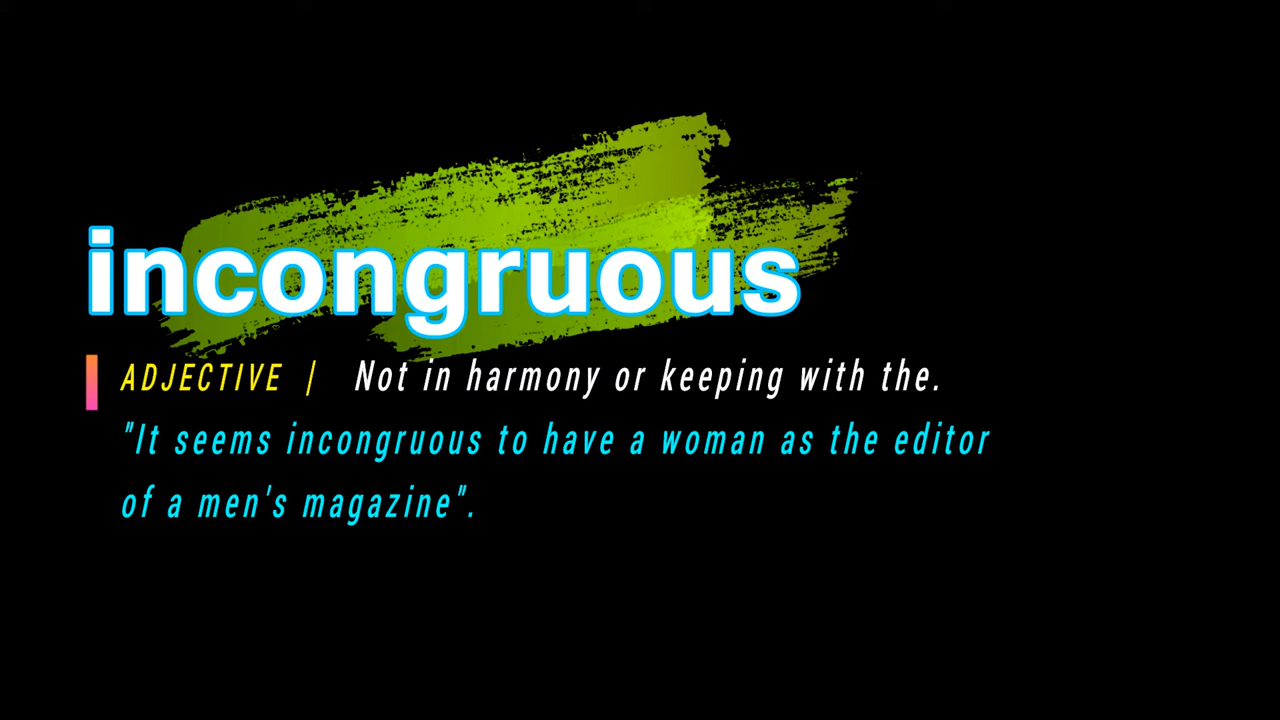 incongruous
ADJECTIVE | Not in harmony or keeping with the.
"It seems incongruous to have a woman as the editor
of a men's magazine".